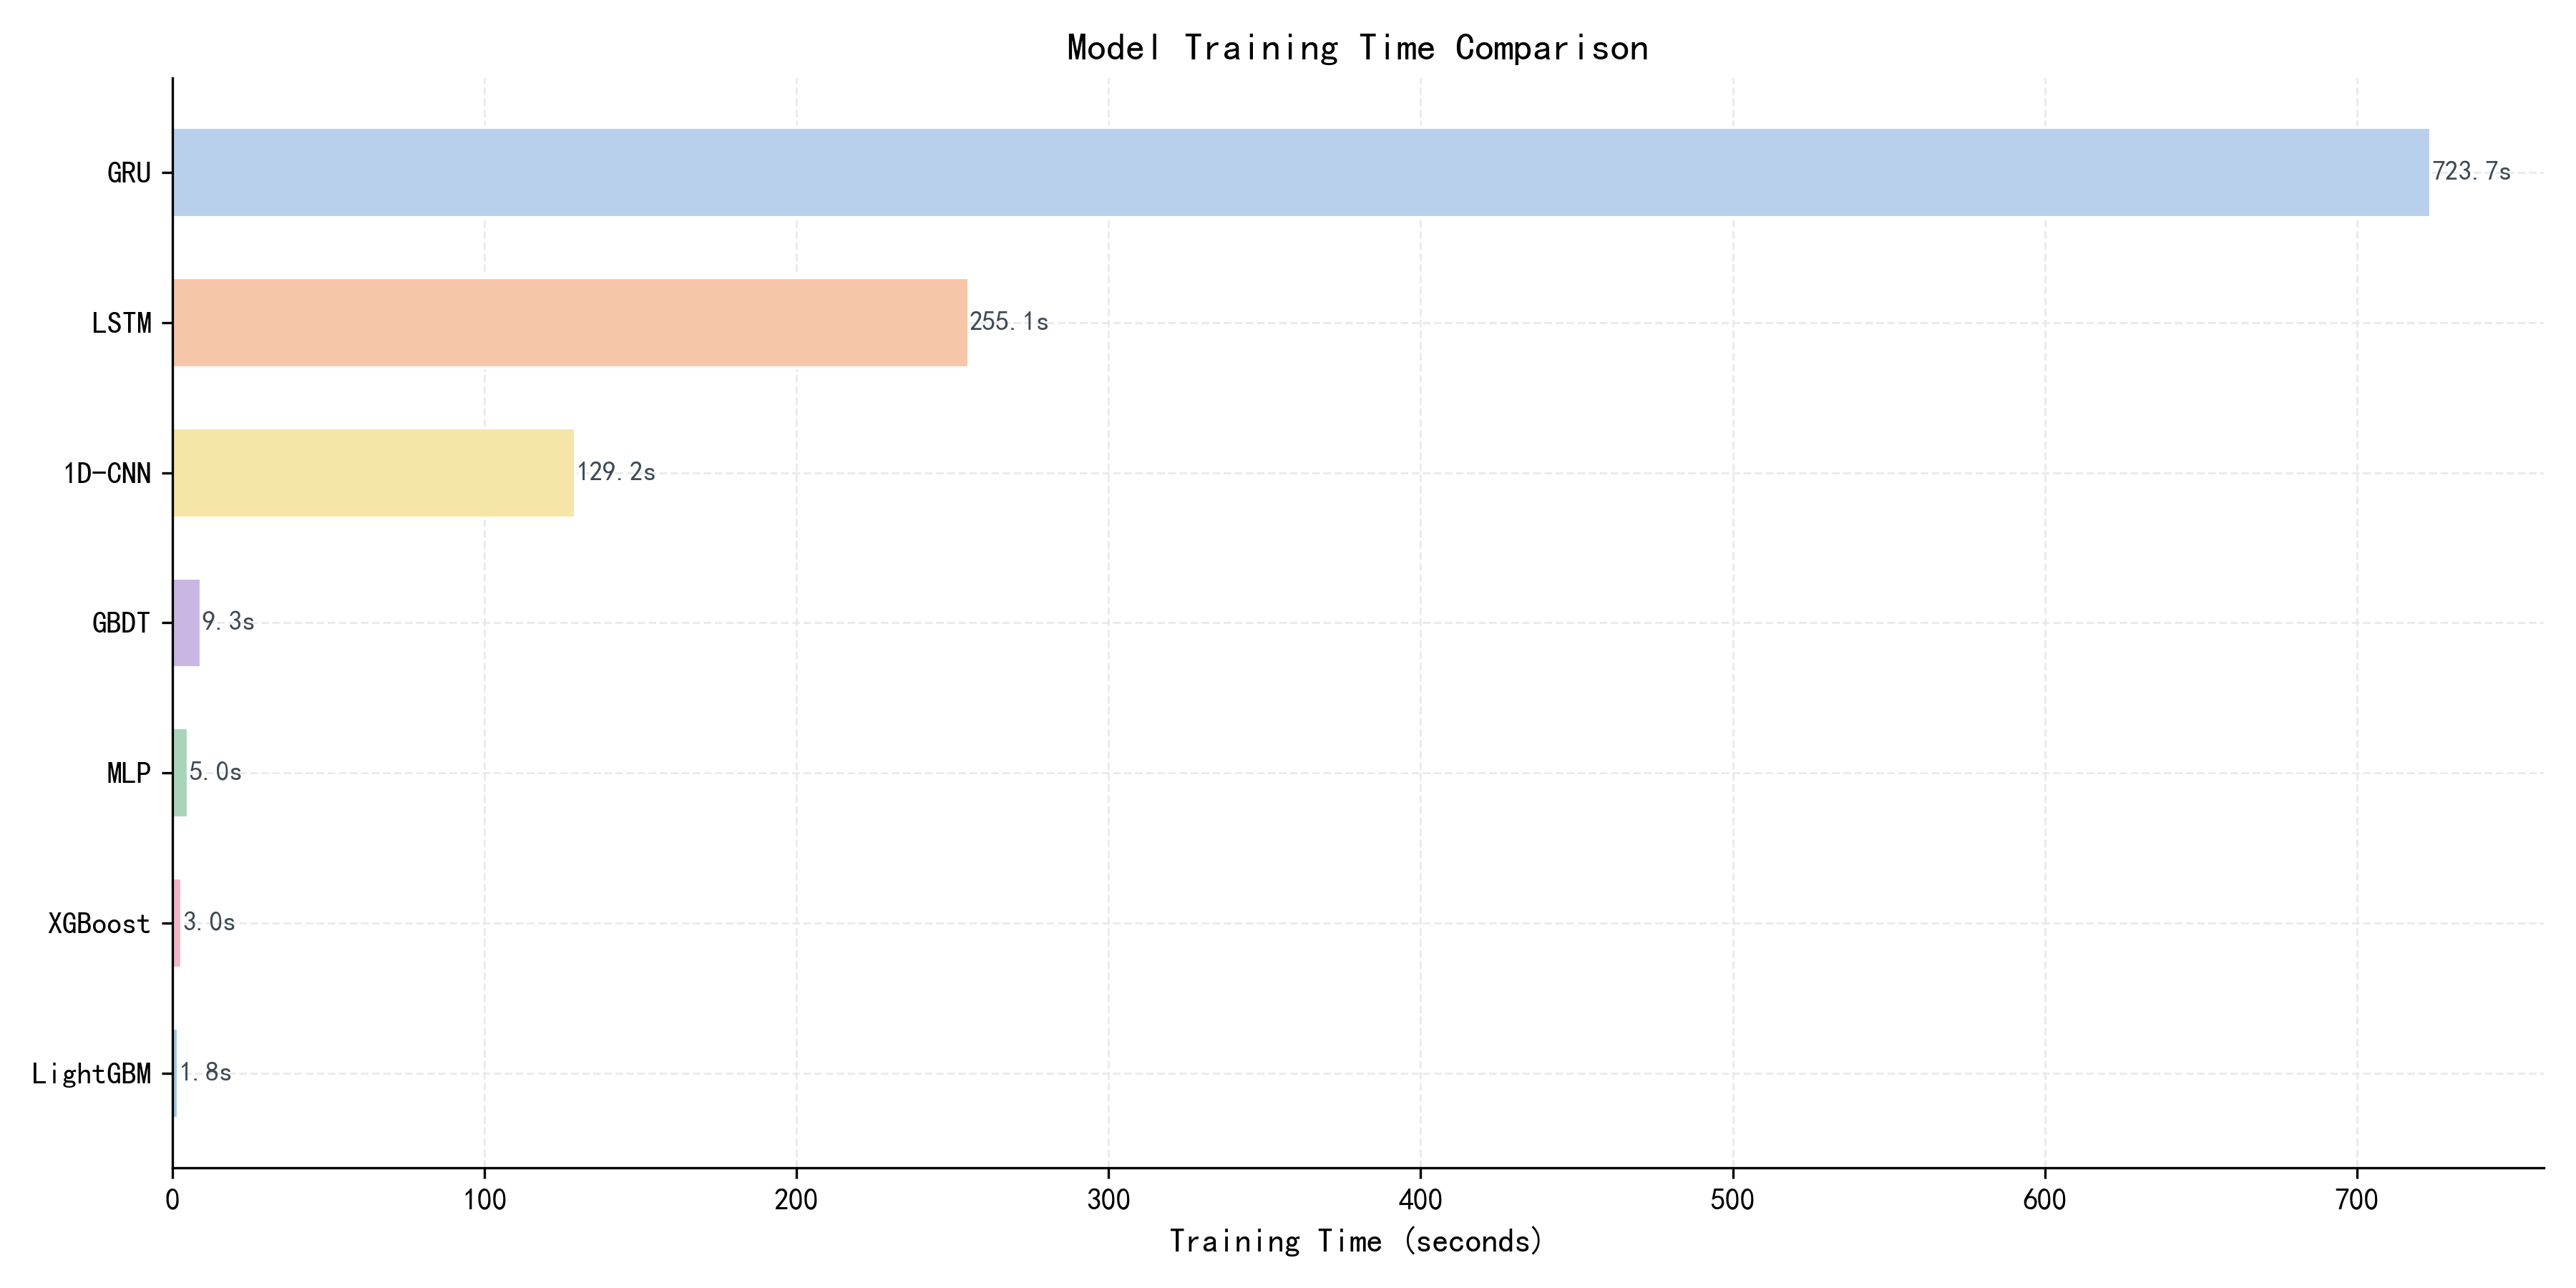 Model Training Time Comparison
GRU 723.7s
LSTM 255.1s
1D-CNN 129.2s
GBDT 9.3s
MLP 5.0s
XGBoost 3.0s
LightGBM 1.8s
0 100 200 300 400 500 600 700
Training Time (seconds)